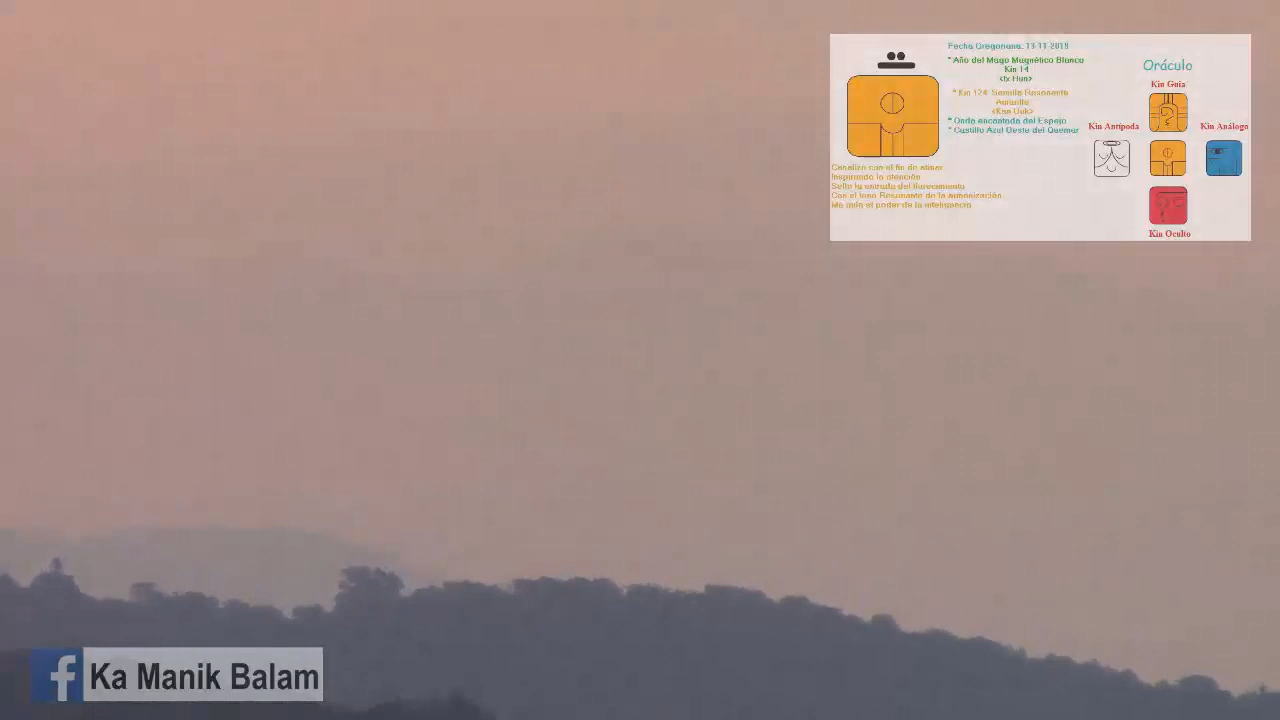 Fecha Gregoriana: 13-11-2019
* Año del Mago Magnético Blanco
Kin 14
<Ix Hun>
* Kin 124: Semilla Resonante
Amarilla
<Kan Uuk>
* Onda encantada del Espejo
* Castillo Azul Oeste del Quemar
Canalizo con el fin de atinar
Inspirando la atención
Sello la entrada del florecimiento
Con el tono Resonante de la armonización
Me guía el poder de la inteligencia
Oráculo
Kin Guía
Kin Antípoda
Kin Análogo
Kin Oculto
f Ka Manik Balam